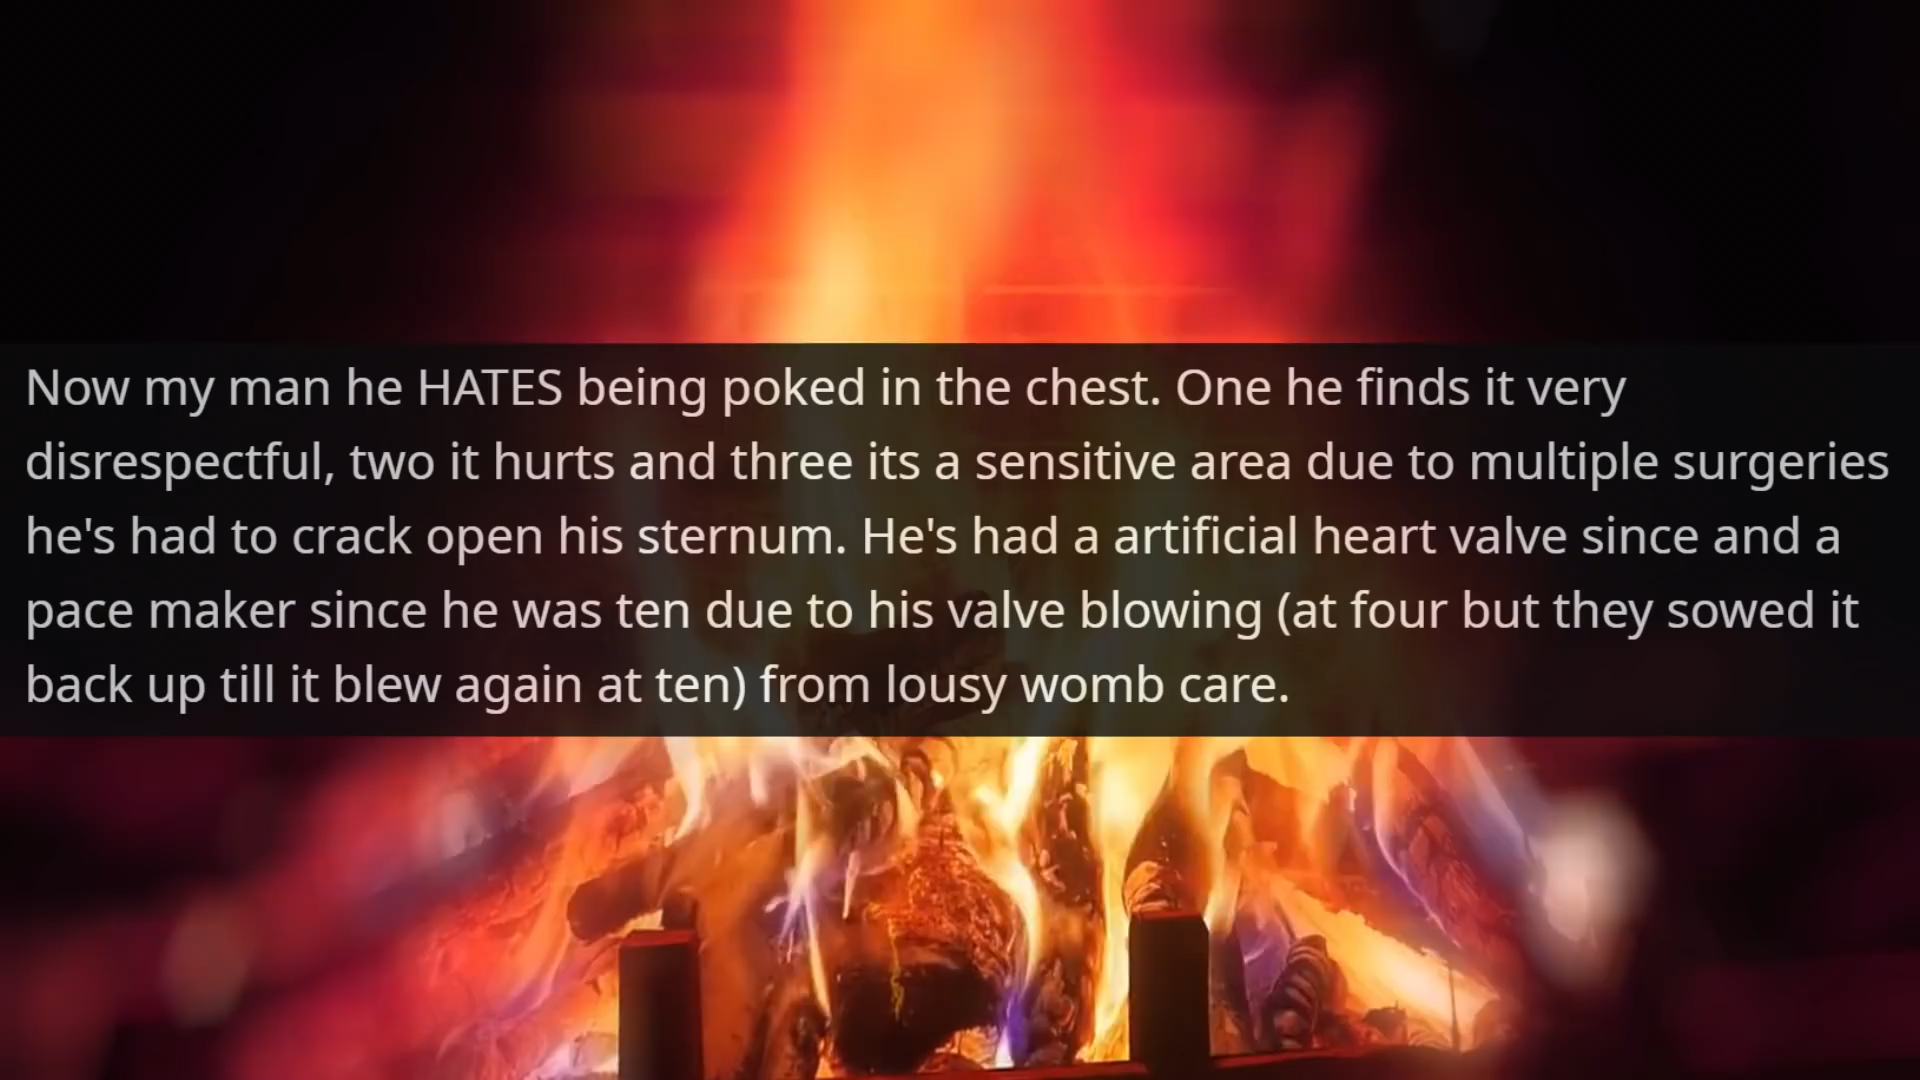 Now my man he HATES being poked in the chest. One he finds it very
disrespectful, two it hurts and three its a sensitive area due to multiple surgeries
he's had to crack open his sternum. He's had a artificial heart valve since and a
pace maker since he was ten due to his valve blowing (at four but they sowed it
back up till it blew again at ten) from lousy womb care.